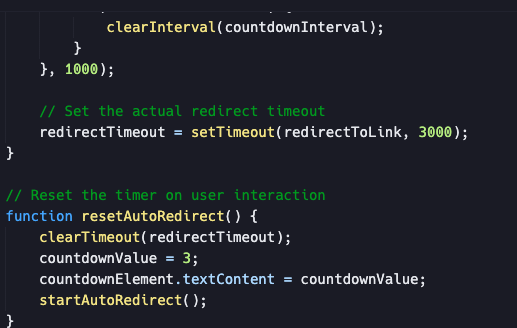 clearInterval(countdownInterval);
}
}, 1000);
// Set the actual redirect timeout
redirectTimeout = setTimeout(redirectToLink, 3000);
}
// Reset the timer on user interaction
function resetAutoRedirect() {
clearTimeout(redirectTimeout);
countdownValue = 3;
countdownElement.textContent = countdownValue;
startAutoRedirect();
}